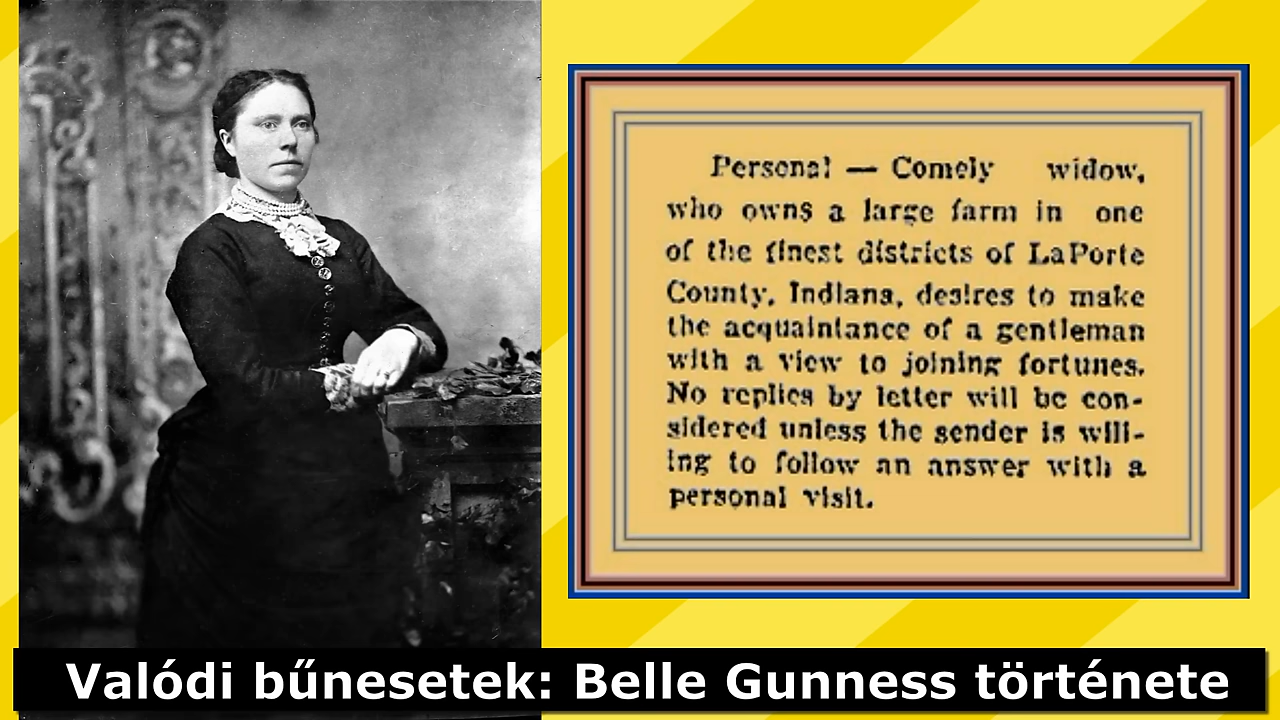 Personal — Comely widow,
who owns a large farm in one
of the finest districts of LaPorte
County, Indiana, desires to make
the acquaintance of a gentleman
with a view to joining fortunes.
No replies by letter will be con-
sidered unless the sender is will-
ing to follow an answer with a
personal visit.
Valódi bűnesetek: Belle Gunness története